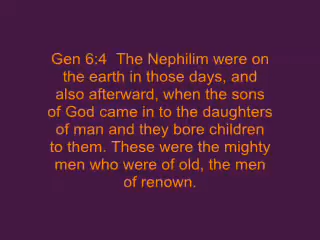 Gen 6:4  The Nephilim were on
the earth in those days, and
also afterward, when the sons
of God came in to the daughters
of man and they bore children
to them. These were the mighty
men who were of old, the men
of renown.